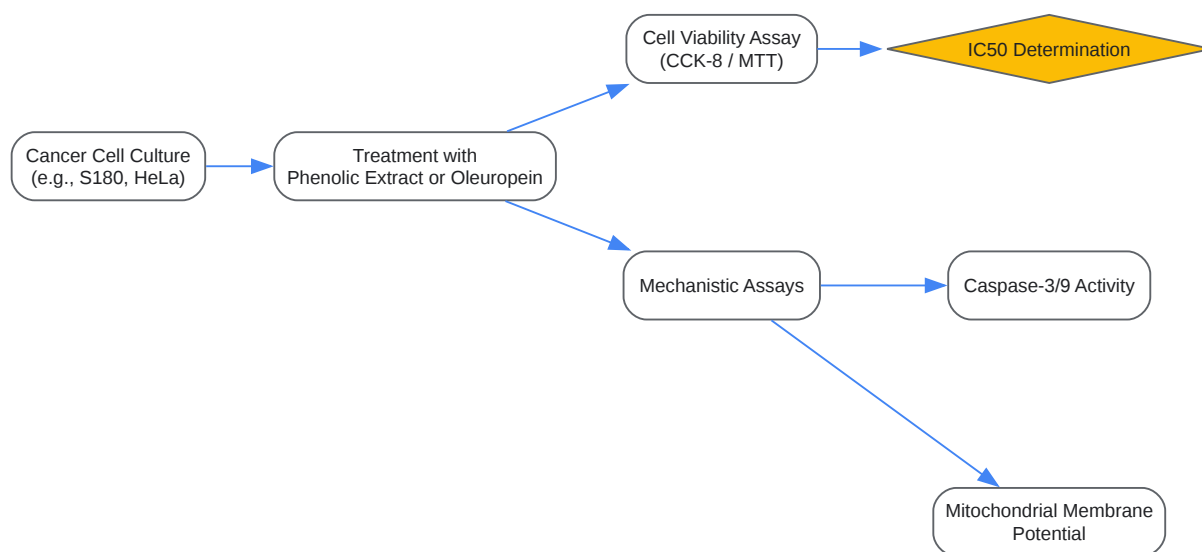 Cell Viability Assay
(CCK-8 / MTT)
IC50 Determination
Cancer Cell Culture
(e.g., S180, HeLa)
Treatment with
Phenolic Extract or Oleuropein
Mechanistic Assays
Caspase-3/9 Activity
Mitochondrial Membrane
Potential